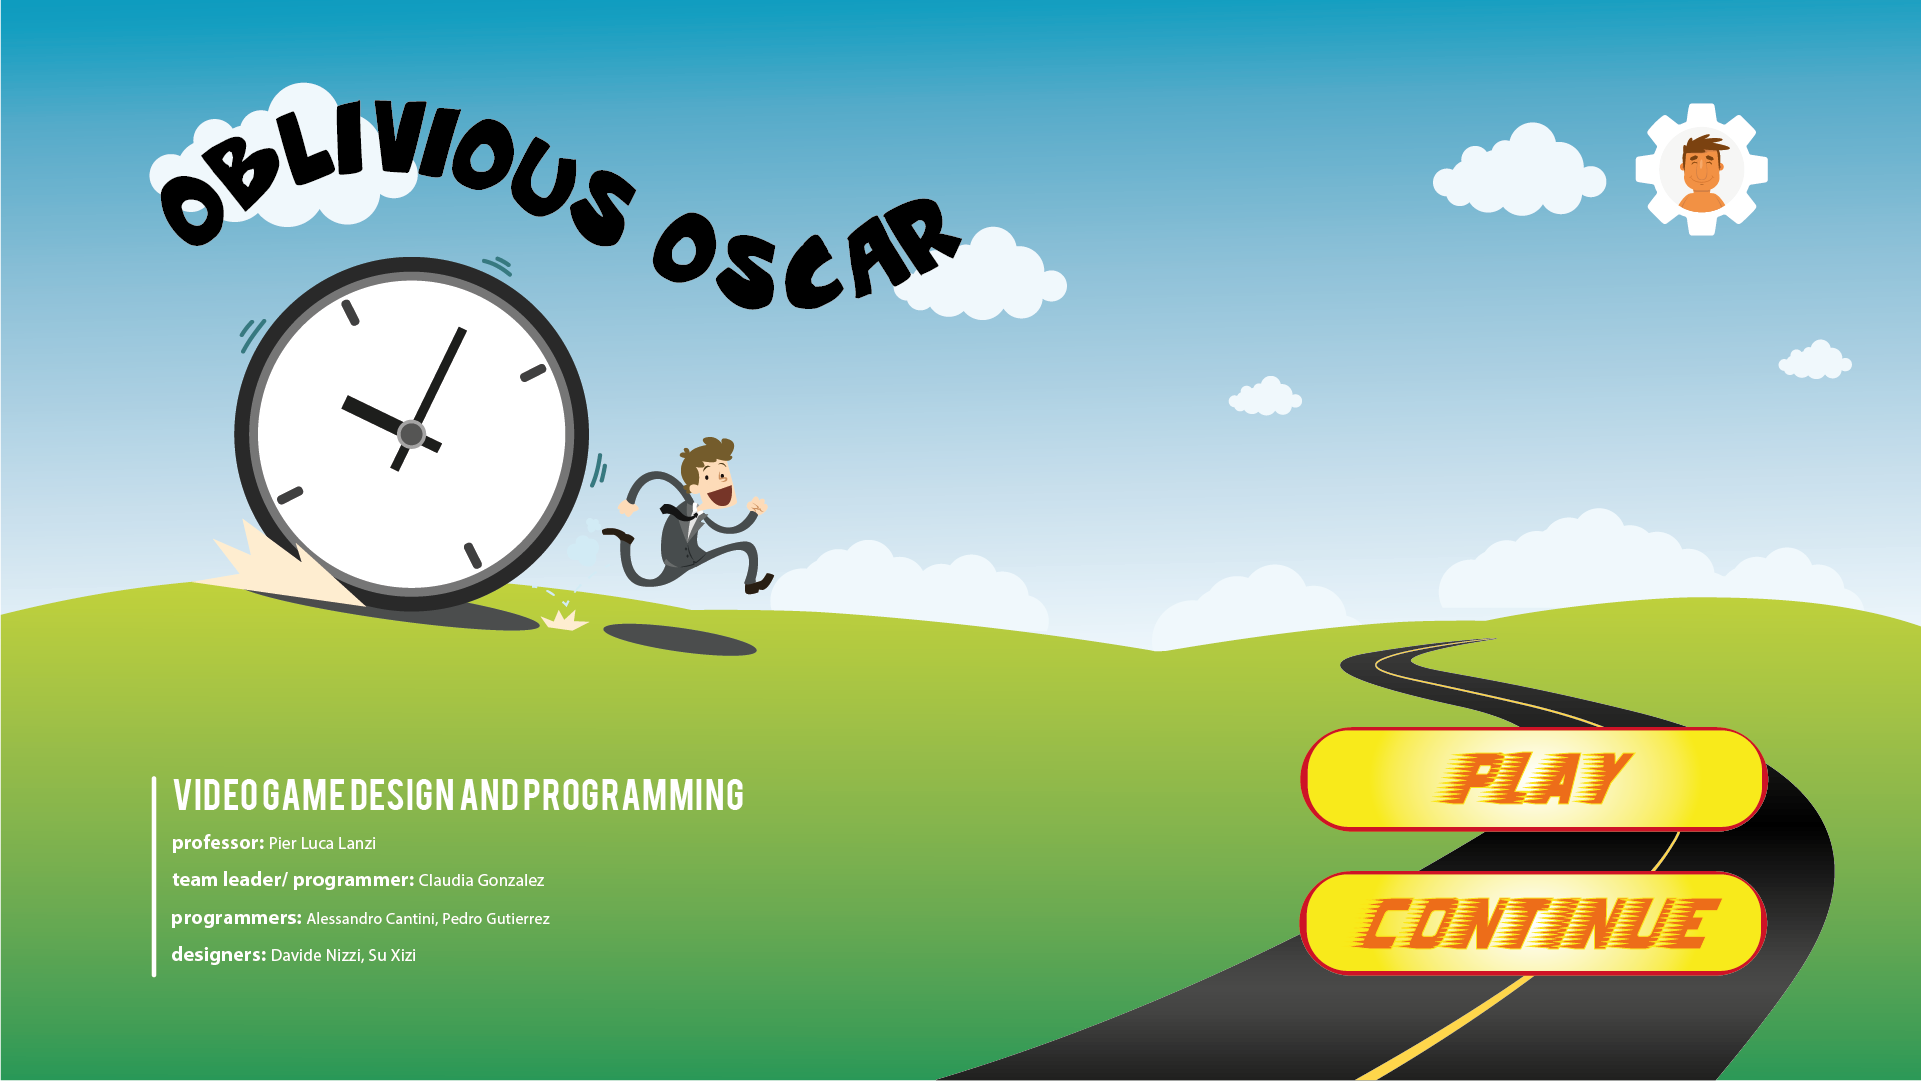 OBLIVIOUS OSCAR
VIDEO GAME DESIGN AND PROGRAMMING
professor: Pier Luca Lanzi
team leader/ programmer: Claudia Gonzalez
programmers: Alessandro Cantini, Pedro Gutierrez
designers: Davide Nizzi, Su Xizi
PLAY
CONTINUE